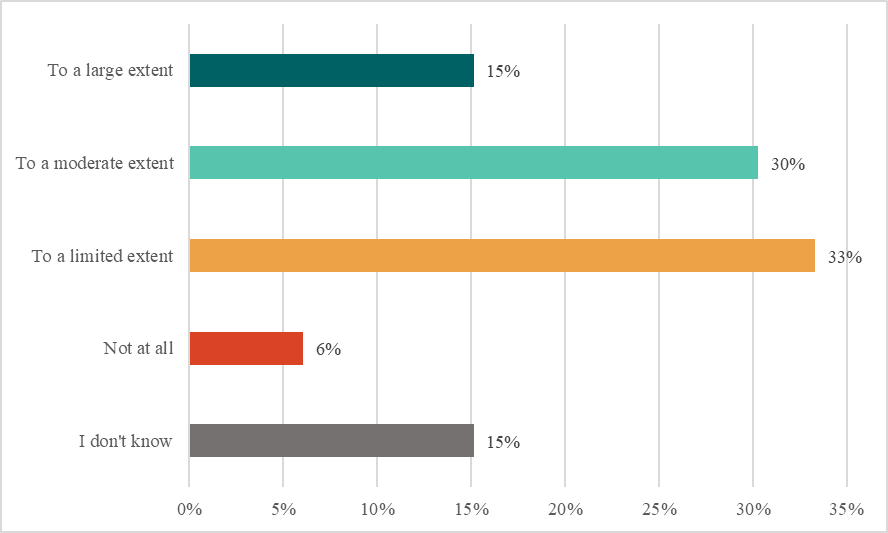 To a large extent 15%
To a moderate extent 30%
To a limited extent 33%
Not at all 6%
I don't know 15%
0% 5% 10% 15% 20% 25% 30% 35%